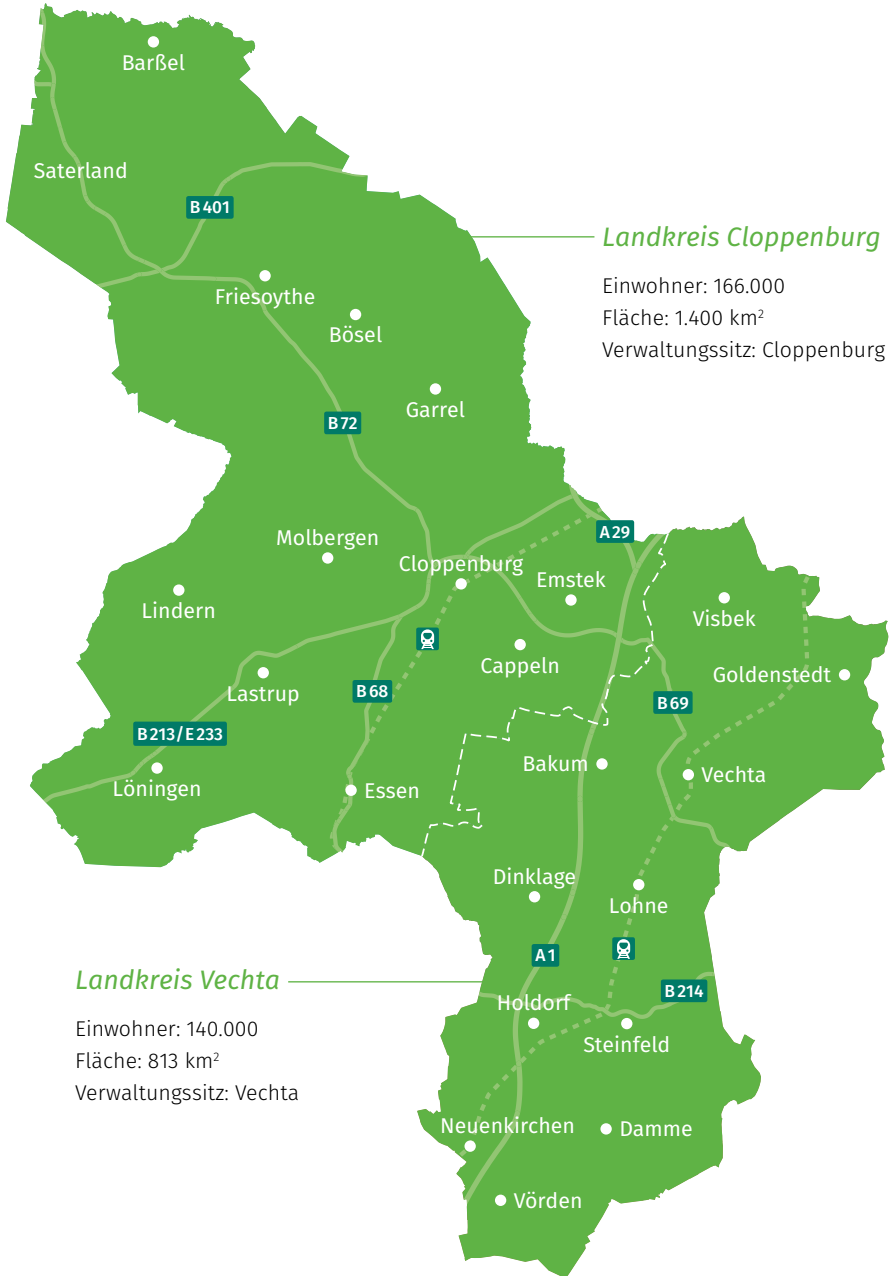 Barßel
Saterland
B 401
Landkreis Cloppenburg
Einwohner: 166.000
Fläche: 1.400 km²
Verwaltungssitz: Cloppenburg
Friesoythe
Bösel
Garrel
B 72
A 29
Molbergen
Cloppenburg
Emstek
Lindern
Visbek
Cappeln
Goldenstedt
Lastrup
B 68
B 69
B 213/E 233
Bakum
Vechta
Löningen
Essen
Dinklage
Lohne
A 1
Landkreis Vechta
Einwohner: 140.000
Fläche: 813 km²
Verwaltungssitz: Vechta
B 214
Holdorf
Steinfeld
Neuenkirchen
Damme
Vörden